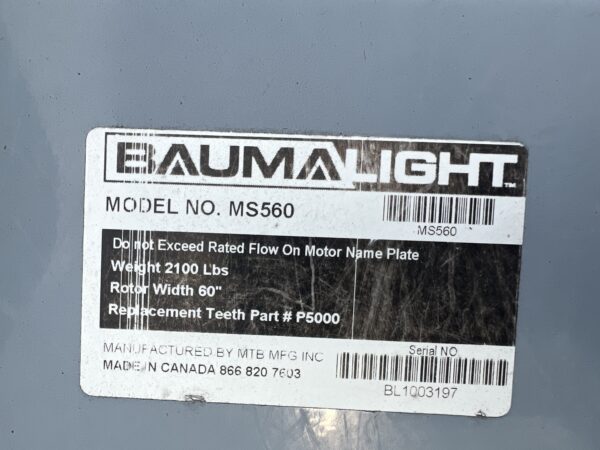 BAUMALIGHT™
MODEL NO. MS560
MS560
Do not Exceed Rated Flow On Motor Name Plate
Weight 2100 Lbs
Rotor Width 60"
Replacement Teeth Part # P5000
MANUFACTURED BY MTB MFG INC
MADE IN CANADA 866 820 7603
Serial NO.
BL1003197